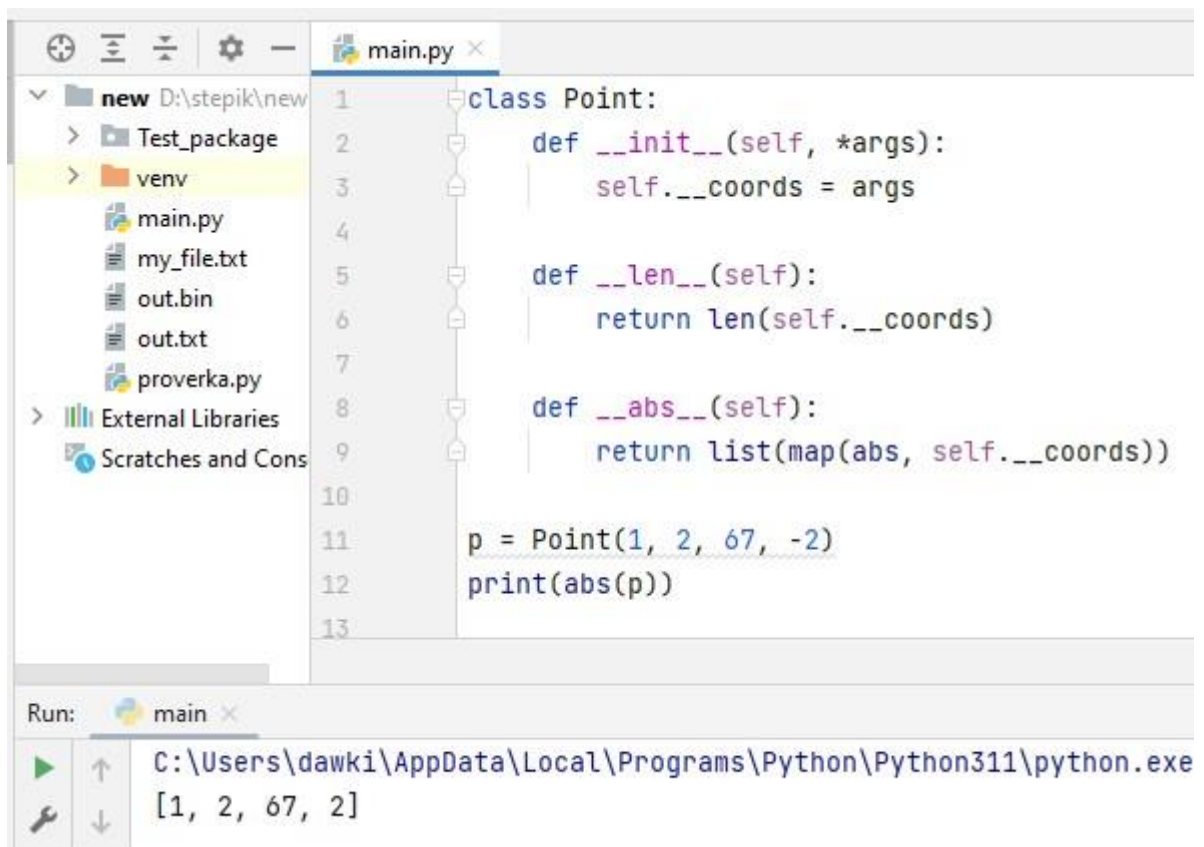 main.py
new D:\stepik\new
Test_package
venv
main.py
my_file.txt
out.bin
out.txt
proverka.py
External Libraries
Scratches and Cons
1 class Point:
2     def __init__(self, *args):
3         self.__coords = args
4
5     def __len__(self):
6         return len(self.__coords)
7
8     def __abs__(self):
9         return list(map(abs, self.__coords))
10
11 p = Point(1, 2, 67, -2)
12 print(abs(p))
13
Run: main
C:\Users\dawki\AppData\Local\Programs\Python\Python311\python.exe
[1, 2, 67, 2]